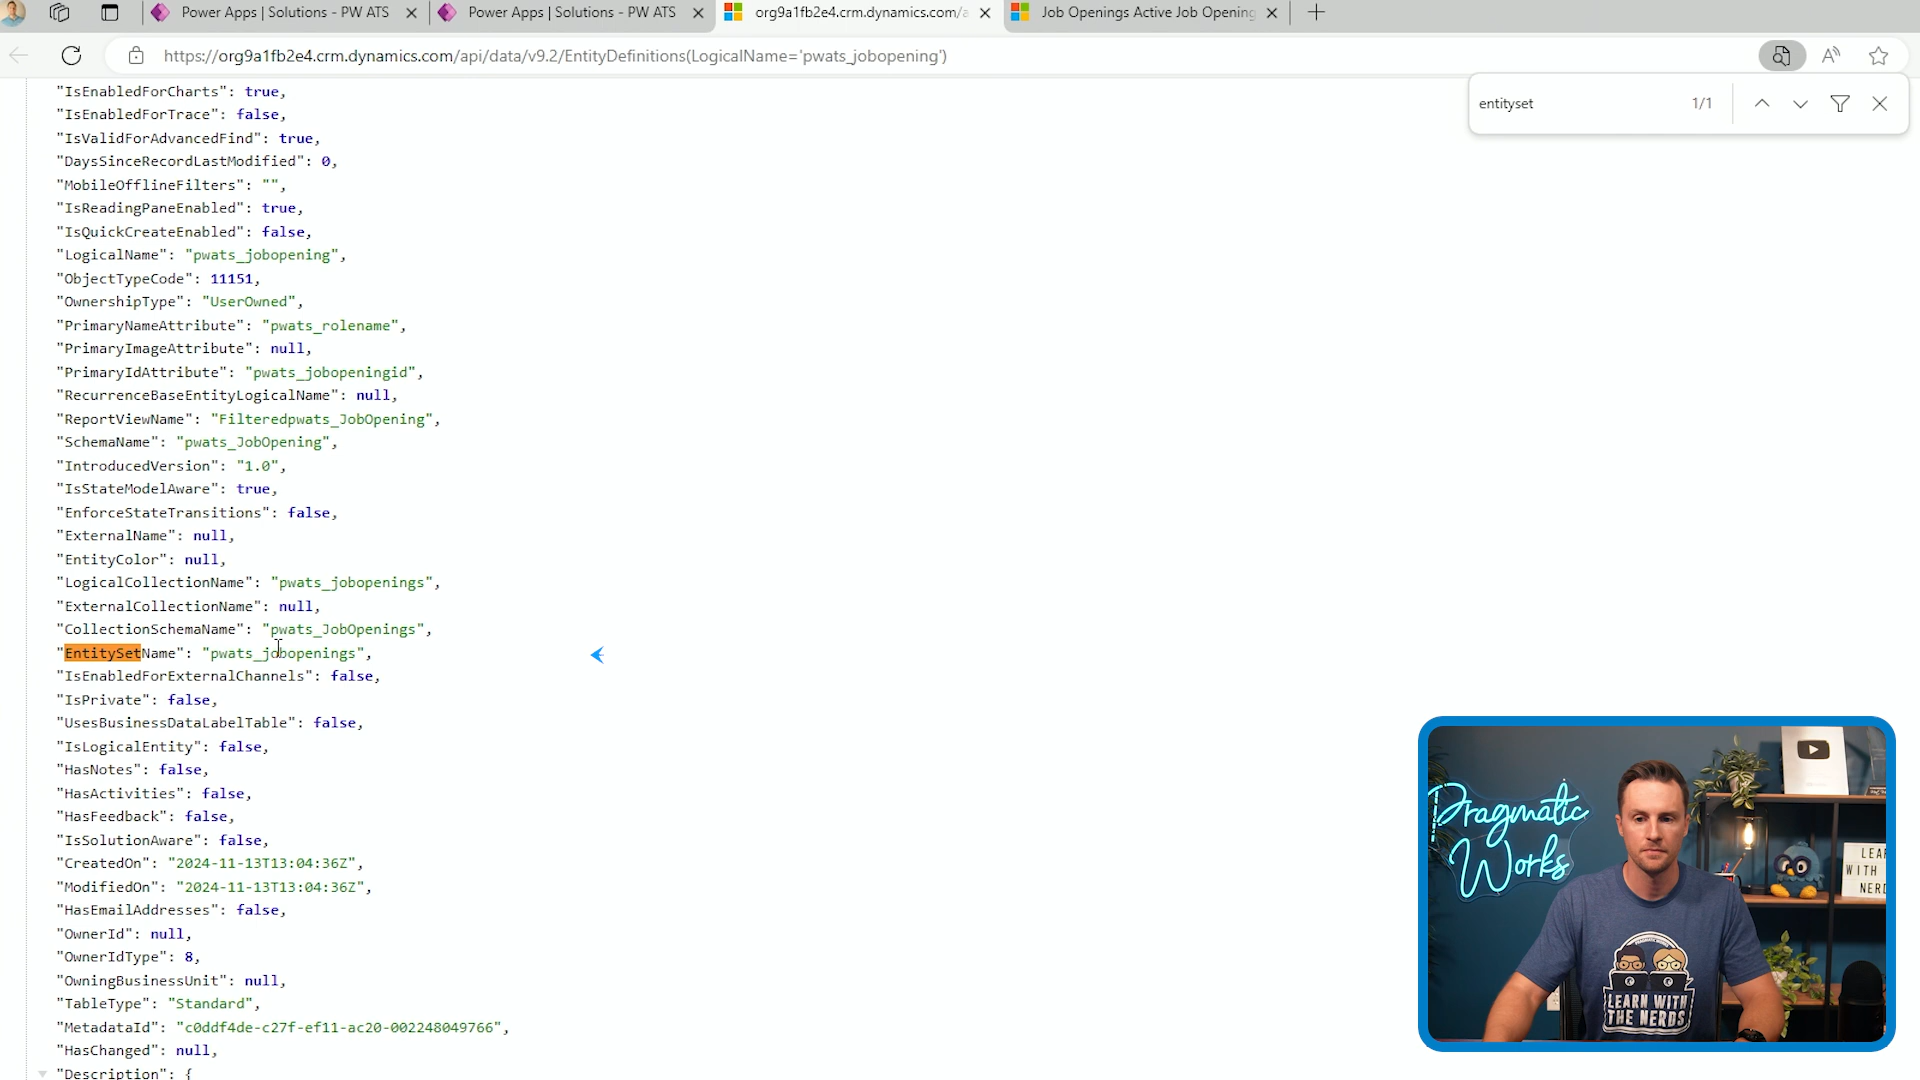 Power Apps | Solutions - PW ATS
Power Apps | Solutions - PW ATS
org9a1fb2e4.crm.dynamics.com/a
Job Openings Active Job Opening
https://org9a1fb2e4.crm.dynamics.com/api/data/v9.2/EntityDefinitions(LogicalName='pwats_jobopening')
entityset 1/1
"IsEnabledForCharts": true,
"IsEnabledForTrace": false,
"IsValidForAdvancedFind": true,
"DaysSinceRecordLastModified": 0,
"MobileOfflineFilters": "",
"IsReadingPaneEnabled": true,
"IsQuickCreateEnabled": false,
"LogicalName": "pwats_jobopening",
"ObjectTypeCode": 11151,
"OwnershipType": "UserOwned",
"PrimaryNameAttribute": "pwats_rolename",
"PrimaryImageAttribute": null,
"PrimaryIdAttribute": "pwats_jobopeningid",
"RecurrenceBaseEntityLogicalName": null,
"ReportViewName": "Filteredpwats_JobOpening",
"SchemaName": "pwats_JobOpening",
"IntroducedVersion": "1.0",
"IsStateModelAware": true,
"EnforceStateTransitions": false,
"ExternalName": null,
"EntityColor": null,
"LogicalCollectionName": "pwats_jobopenings",
"ExternalCollectionName": null,
"CollectionSchemaName": "pwats_JobOpenings",
"EntitySetName": "pwats_jobopenings",
"IsEnabledForExternalChannels": false,
"IsPrivate": false,
"UsesBusinessDataLabelTable": false,
"IsLogicalEntity": false,
"HasNotes": false,
"HasActivities": false,
"HasFeedback": false,
"IsSolutionAware": false,
"CreatedOn": "2024-11-13T13:04:36Z",
"ModifiedOn": "2024-11-13T13:04:36Z",
"HasEmailAddresses": false,
"OwnerId": null,
"OwnerIdType": 8,
"OwningBusinessUnit": null,
"TableType": "Standard",
"MetadataId": "c0ddf4de-c27f-ef11-ac20-002248049766",
"HasChanged": null,
"Description": {
Pragmatic
Works
LEAR
WITH
NERD
LEARN WITH
THE NERDS